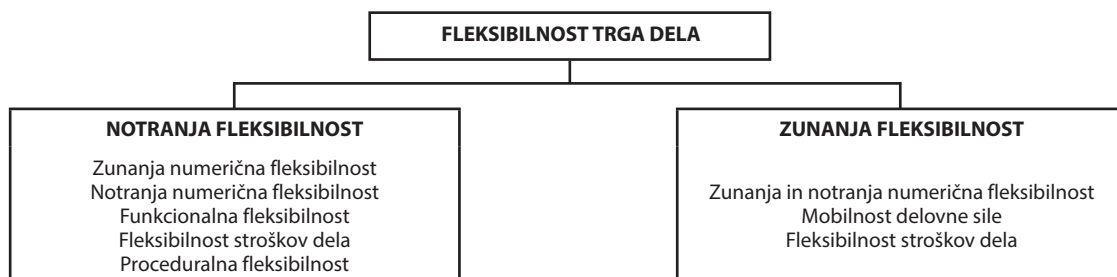 FLEKSIBILNOST TRGA DELA
NOTRANJA FLEKSIBILNOST
Zunanja numerična fleksibilnost
Notranja numerična fleksibilnost
Funkcionalna fleksibilnost
Fleksibilnost stroškov dela
Proceduralna fleksibilnost
ZUNANJA FLEKSIBILNOST
Zunanja in notranja numerična fleksibilnost
Mobilnost delovne sile
Fleksibilnost stroškov dela